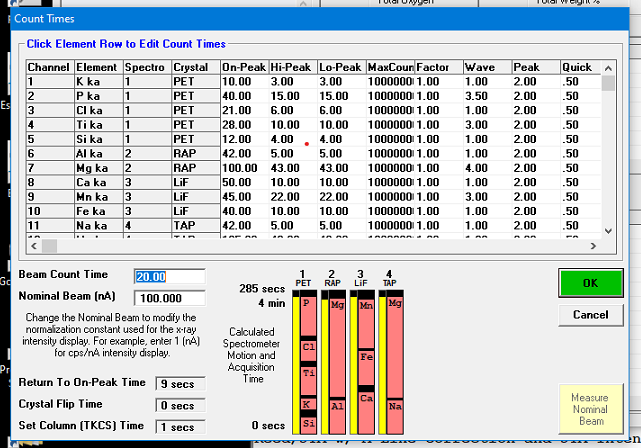 Total Oxygen
Total Weight %
Count Times
Click Element Row to Edit Count Times
Channel Element Spectro Crystal On-Peak Hi-Peak Lo-Peak MaxCoun Factor Wave Peak Quick
1 K ka 1 PET 10.00 3.00 3.00 1000000 1.00 1.00 2.00 .50
2 P ka 1 PET 40.00 15.00 15.00 1000000 1.00 3.50 2.00 .50
3 Cl ka 1 PET 21.00 6.00 6.00 1000000 1.00 1.00 2.00 .50
4 Ti ka 1 PET 28.00 10.00 10.00 1000000 1.00 3.00 2.00 .50
5 Si ka 1 PET 12.00 4.00 4.00 1000000 1.00 1.00 2.00 .50
6 Al ka 2 RAP 42.00 5.00 5.00 1000000 1.00 1.00 2.00 .50
7 Mg ka 2 RAP 100.00 43.00 43.00 1000000 1.00 4.00 2.00 .50
8 Ca ka 3 LiF 50.00 10.00 10.00 1000000 1.00 1.00 2.00 .50
9 Mn ka 3 LiF 45.00 22.00 22.00 1000000 1.00 3.00 2.00 .50
10 Fe ka 3 LiF 40.00 10.00 10.00 1000000 1.00 1.00 2.00 .50
11 Na ka 4 TAP 42.00 5.00 5.00 1000000 1.00 1.00 2.00 .50
Beam Count Time 20.00
Nominal Beam (nA) 100.000
Change the Nominal Beam to modify the
normalization constant used for the x-ray
intensity display. For example, enter 1 (nA)
for cps/nA intensity display.
Return To On-Peak Time 9 secs
Crystal Flip Time 0 secs
Set Column (TKCS) Time 1 secs
285 secs
4 min
Calculated
Spectrometer
Motion and
Acquisition
Time
0 secs
1 2 3 4
PET RAP LiF TAP
P Mg Mn Mg
Cl
Fe
Ti
Ca
K Al Na
Si
OK
Cancel
Measure
Nominal
Beam